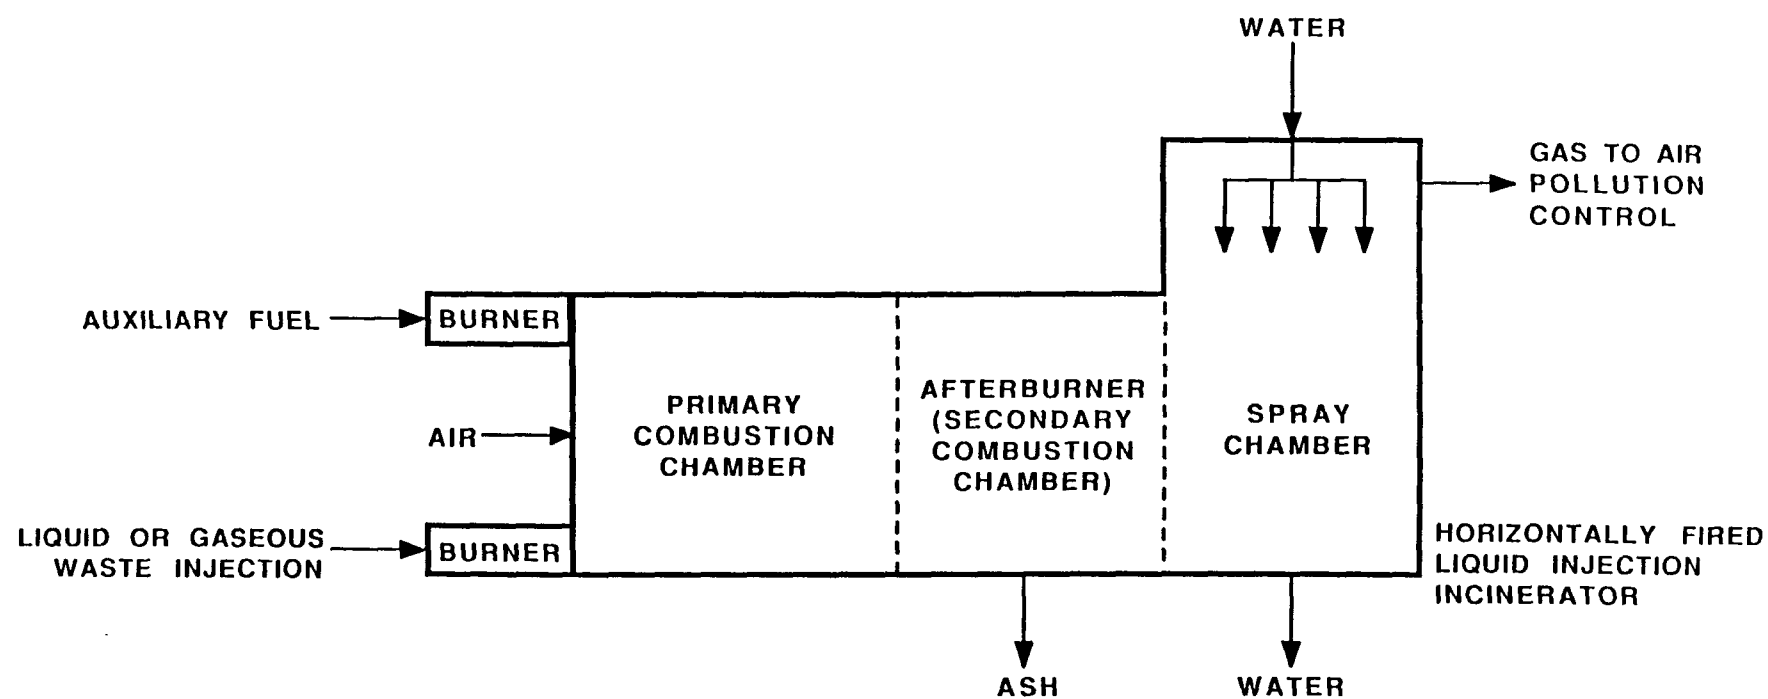 WATER
GAS TO AIR
POLLUTION
CONTROL
AUXILIARY FUEL
BURNER
AIR
PRIMARY
COMBUSTION
CHAMBER
AFTERBURNER
(SECONDARY
COMBUSTION
CHAMBER)
SPRAY
CHAMBER
LIQUID OR GASEOUS
WASTE INJECTION
BURNER
HORIZONTALLY FIRED
LIQUID INJECTION
INCINERATOR
ASH
WATER